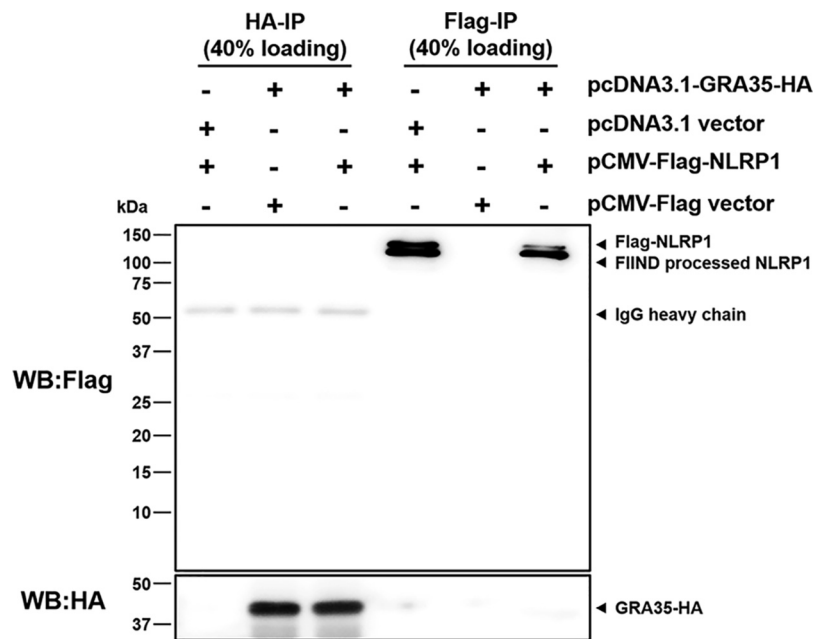 HA-IP Flag-IP
(40% loading) (40% loading)
- + + - + + pcDNA3.1-GRA35-HA
+ - - + - - pcDNA3.1 vector
+ - + + - + pCMV-Flag-NLRP1
- + - - + - pCMV-Flag vector
kDa
150 Flag-NLRP1
100 FIIND processed NLRP1
75
50 IgG heavy chain
37
WB:Flag
25
20
15
10
50
WB:HA GRA35-HA
37